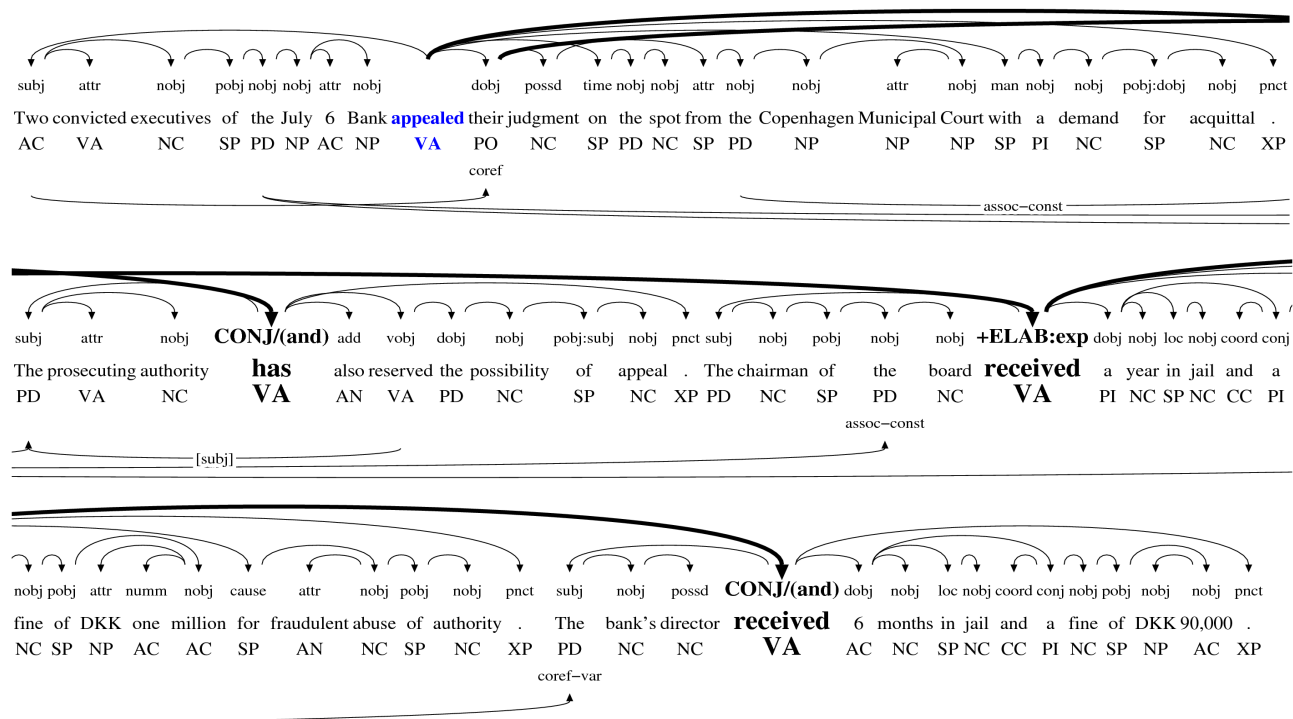 subj attr nobj pobj nobj nobj attr nobj dobj possd time nobj nobj attr nobj nobj attr nobj man nobj nobj pobj:dobj nobj pnct
Two convicted executives of the July 6 Bank appealed their judgment on the spot from the Copenhagen Municipal Court with a demand for acquittal .
AC VA NC SP PD NP AC NP VA PO NC SP PD NC SP PD NP NP NP SP PI NC SP NC XP
coref
assoc-const
subj attr nobj CONJ/(and) add vobj dobj nobj pobj:subj nobj pnct subj nobj pobj nobj nobj +ELAB:exp dobj nobj loc nobj coord conj
The prosecuting authority has also reserved the possibility of appeal . The chairman of the board received a year in jail and a
PD VA NC VA AN VA PD NC SP NC XP PD NC SP PD NC VA PI NC SP NC CC PI
assoc-const
[subj]
nobj pobj attr numm nobj cause attr nobj pobj nobj pnct subj nobj possd CONJ/(and) dobj nobj loc nobj coord conj nobj pobj nobj nobj pnct
fine of DKK one million for fraudulent abuse of authority . The bank's director received 6 months in jail and a fine of DKK 90,000 .
NC SP NP AC AC SP AN NC SP NC XP PD NC NC VA AC NC SP NC CC PI NC SP NP AC XP
coref-var